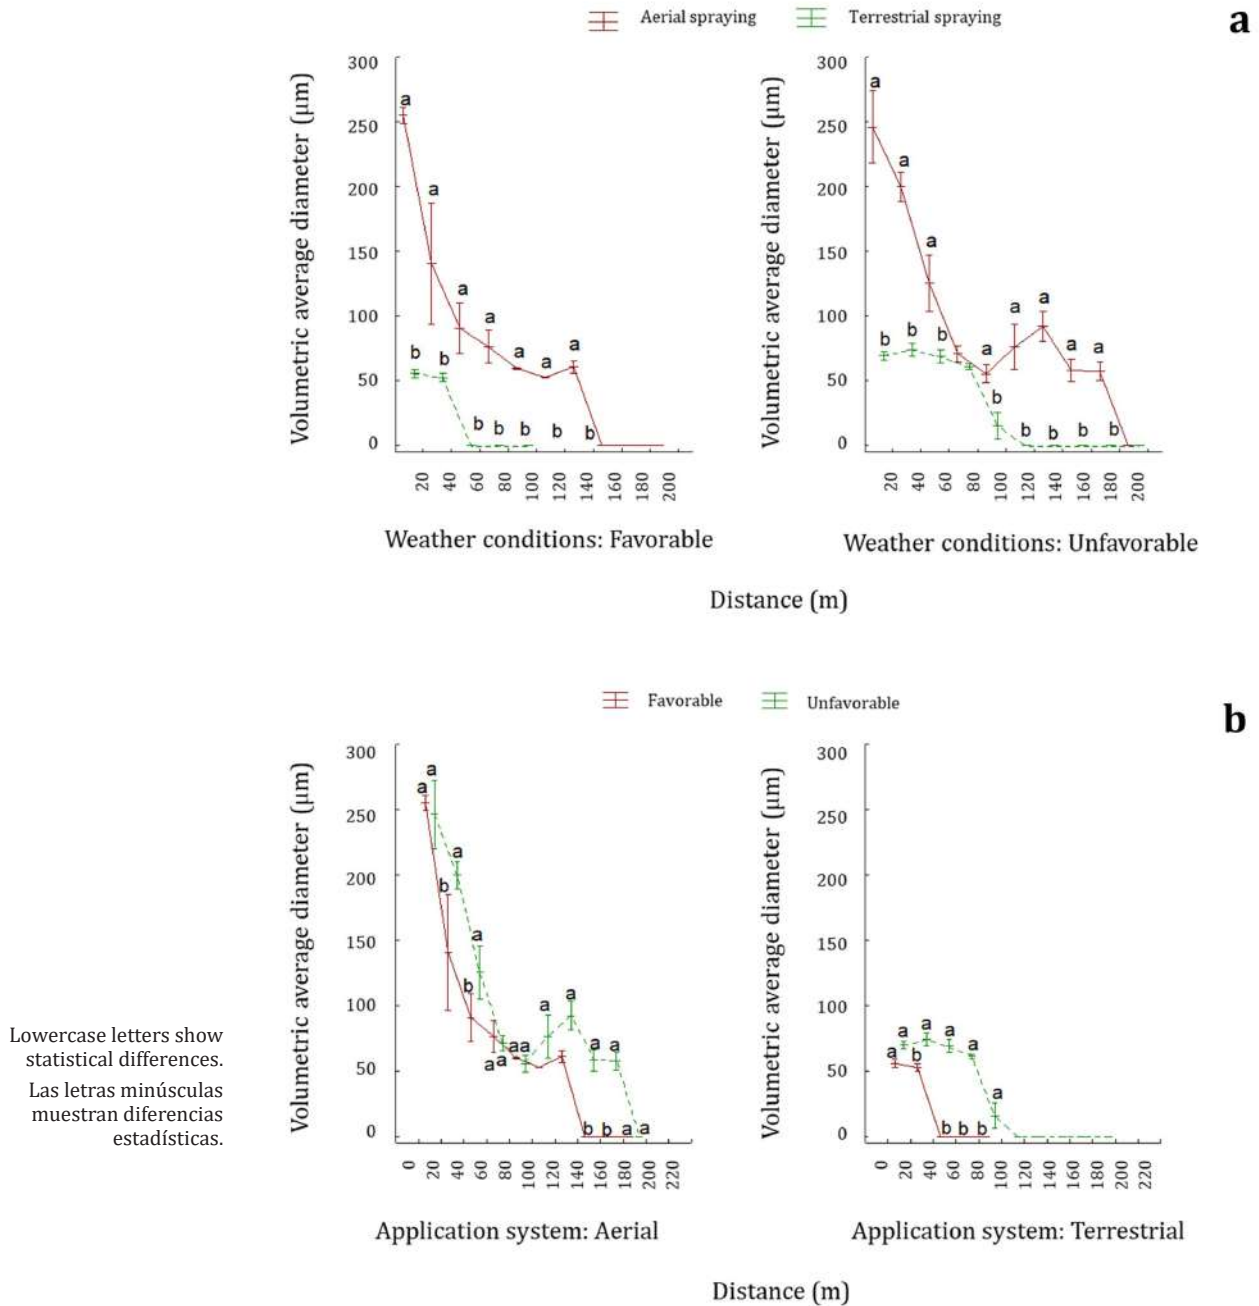 Aerial spraying Terrestrial spraying
a
Volumetric average diameter (µm)
300
250
200
150
100
50
0
a
a
a
a
a
a
a
b
b
b
b
b
b
b
20 40 60 80 100 120 140 160 180 200
Weather conditions: Favorable
Volumetric average diameter (µm)
300
250
200
150
100
50
0
a
a
a
a
a
a
a
a
b
b
b
b
b
b
b
b
20 40 60 80 100 120 140 160 180 200
Weather conditions: Unfavorable
Distance (m)
Favorable Unfavorable
b
Lowercase letters show
statistical differences.
Las letras minúsculas
muestran diferencias
estadísticas.
Volumetric average diameter (µm)
300
250
200
150
100
50
0
a
a
a
b
a
b
a
a
a a a a
b b a a
0 20 40 60 80 100 120 140 160 180 200 220
Application system: Aerial
Volumetric average diameter (µm)
300
250
200
150
100
50
0
a a a a
a b
a
b b b
0 20 40 60 80 100 120 140 160 180 200 220
Application system: Terrestrial
Distance (m)